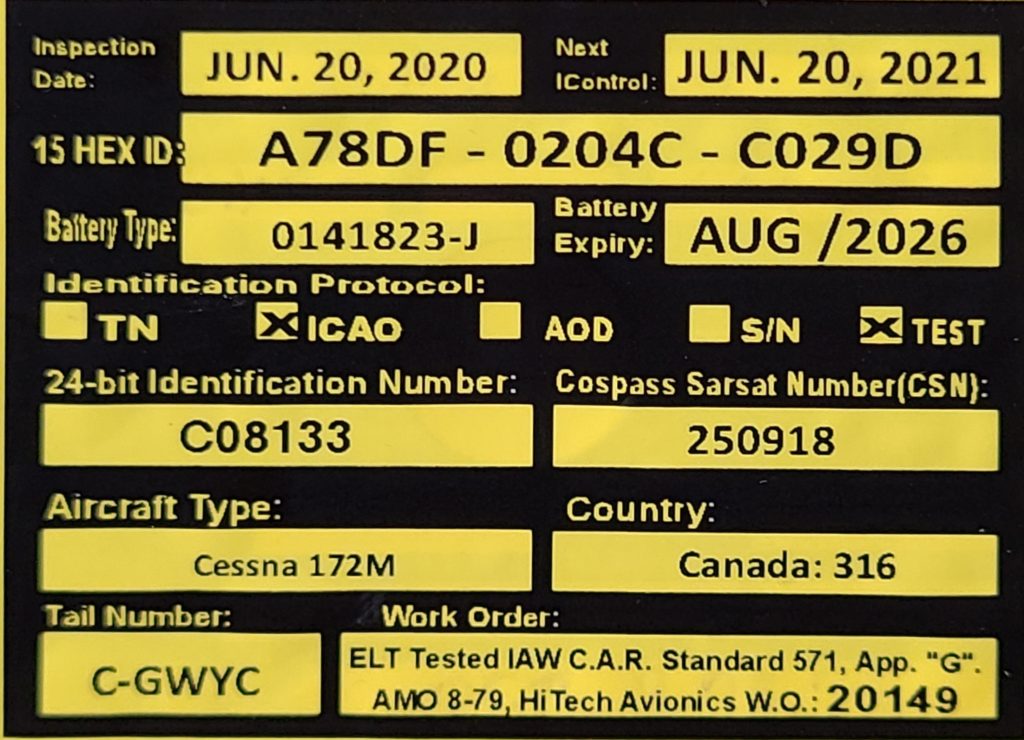 Inspection Date: JUN. 20, 2020 Next IControl: JUN. 20, 2021
15 HEX ID: A78DF - 0204C - C029D
Battery Type: 0141823-J Battery Expiry: AUG /2026
Identification Protocol:
TN ICAO AOD S/N TEST
24-bit Identification Number: Cospass Sarsat Number(CSN):
C08133 250918
Aircraft Type: Country:
Cessna 172M Canada: 316
Tail Number: Work Order:
C-GWYC ELT Tested IAW C.A.R. Standard 571, App. "G".
AMO 8-79, HiTech Avionics W.O.: 20149